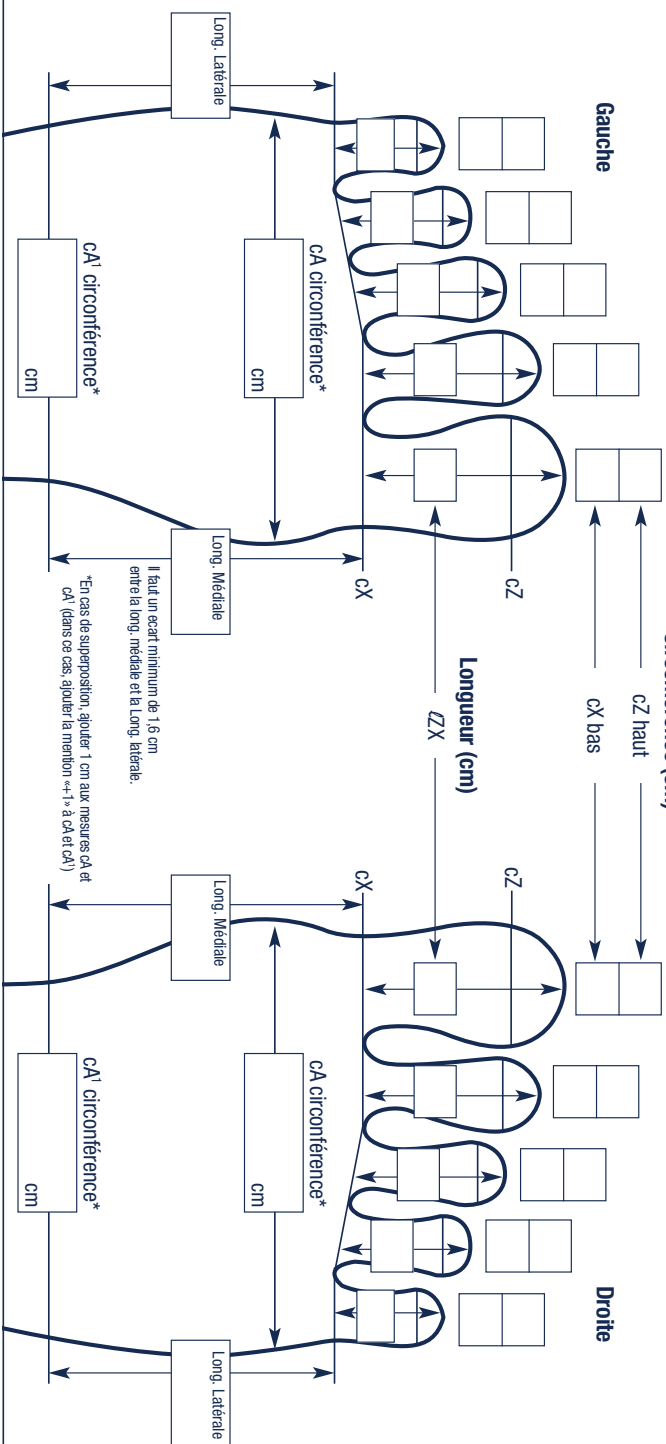 cZ haut
cX bas
Gauche
Droite
cZ
cZ
Longueur (cm)
ℓZX
cX
cX
cA circonférence*
cm
cA circonférence*
cm
Long. Latérale
Long. Médiale
Long. Médiale
Long. Latérale
Il faut un ecart minimum de 1,6 cm
entre la long. médiale et la Long. latérale.
cA¹ circonférence*
cm
cA¹ circonférence*
cm
*En cas de superposition, ajouter 1 cm aux mesures cA et
cA¹ (dans ce cas, ajouter la mention «+1» à cA et cA¹)